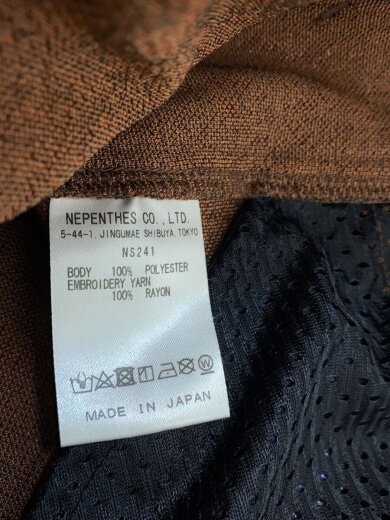 NEPENTHES CO., LTD.
5-44-1, JINGUMAE SHIBUYA, TOKYO
NS241
BODY 100% POLYESTER
EMBROIDERY YARN
100% RAYON
MADE IN JAPAN